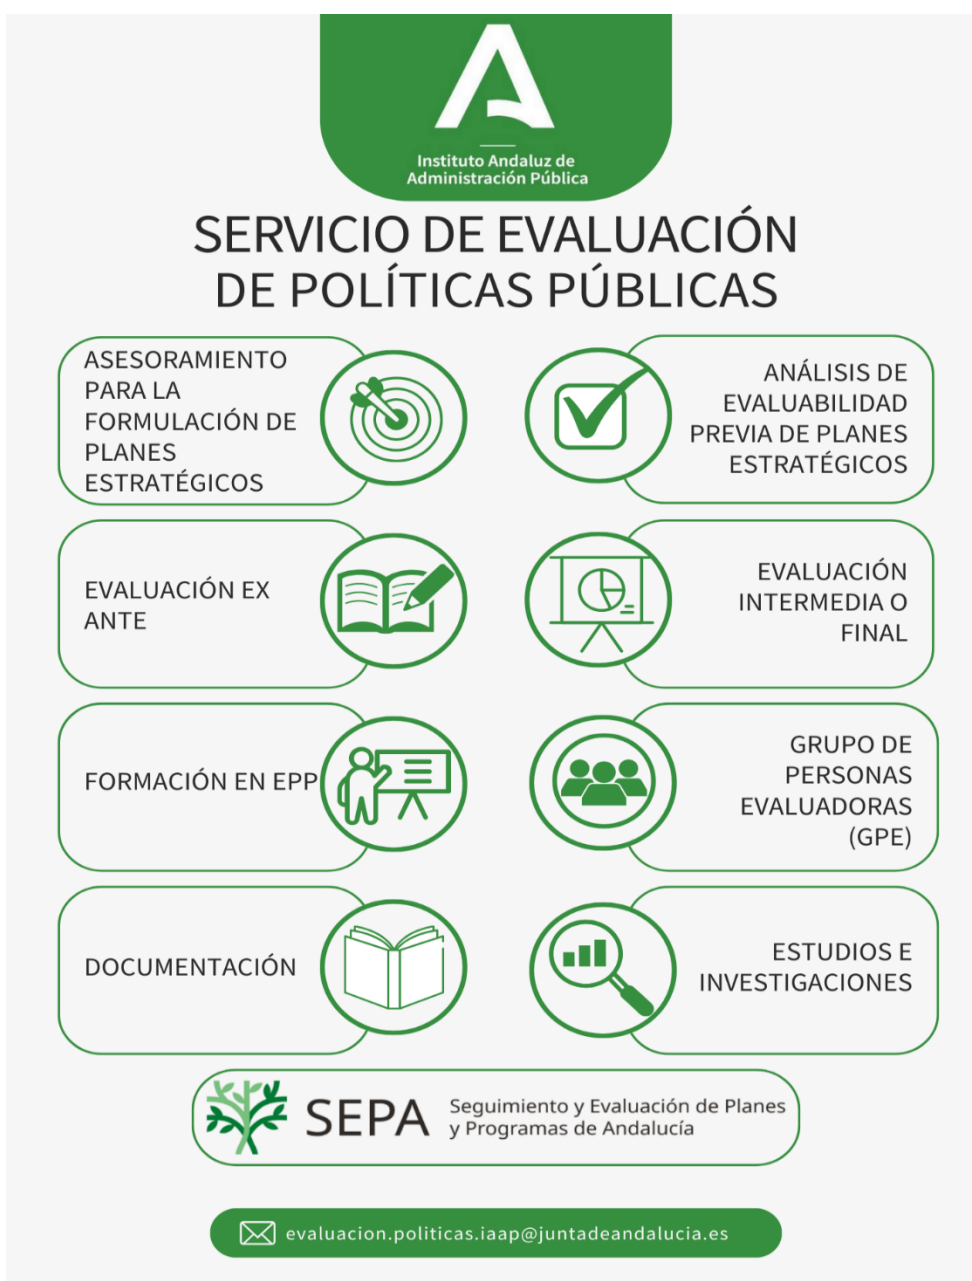 Instituto Andaluz de
Administración Pública
SERVICIO DE EVALUACIÓN
DE POLÍTICAS PÚBLICAS
ASESORAMIENTO
PARA LA
FORMULACIÓN DE
PLANES
ESTRATÉGICOS
ANÁLISIS DE
EVALUABILIDAD
PREVIA DE PLANES
ESTRATÉGICOS
EVALUACIÓN EX
ANTE
EVALUACIÓN
INTERMEDIA O
FINAL
FORMACIÓN EN EPP
GRUPO DE
PERSONAS
EVALUADORAS
(GPE)
DOCUMENTACIÓN
ESTUDIOS E
INVESTIGACIONES
SEPA
Seguimiento y Evaluación de Planes
y Programas de Andalucía
evaluacion.politicas.iaap@juntadeandalucia.es